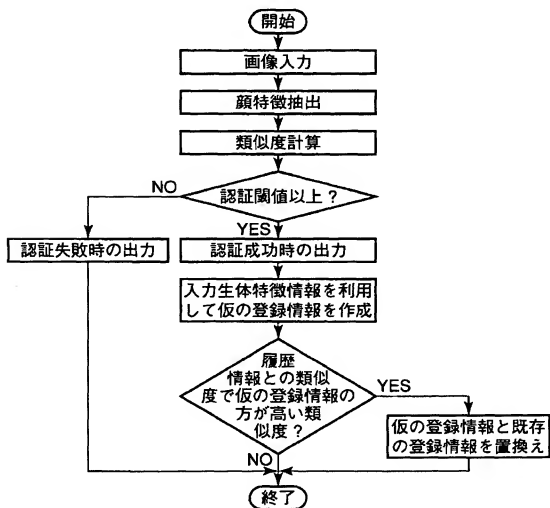 開始
画像入力
顔特徴抽出
類似度計算
認証閾値以上？
NO
YES
認証失敗時の出力
認証成功時の出力
入力生体特徴情報を利用
して仮の登録情報を作成
履歴
情報との類似
度で仮の登録情報の
方が高い類
似度？
YES
仮の登録情報と既存
の登録情報を置換え
NO
終了